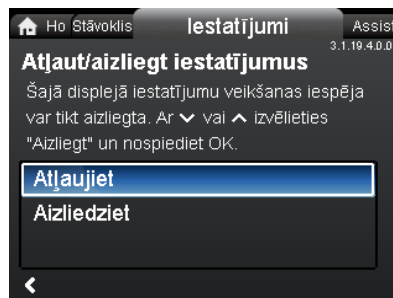 Ho Stāvoklis Iestatījumi Assist
3.1.19.4.0.0
Atļaut/aizliegt iestatījumus
Šajā displejā iestatījumu veikšanas iespēja
var tikt aizliegta. Ar vai izvēlieties
"Aizliegt" un nospiediet OK.
Atļaujiet
Aizliedziet